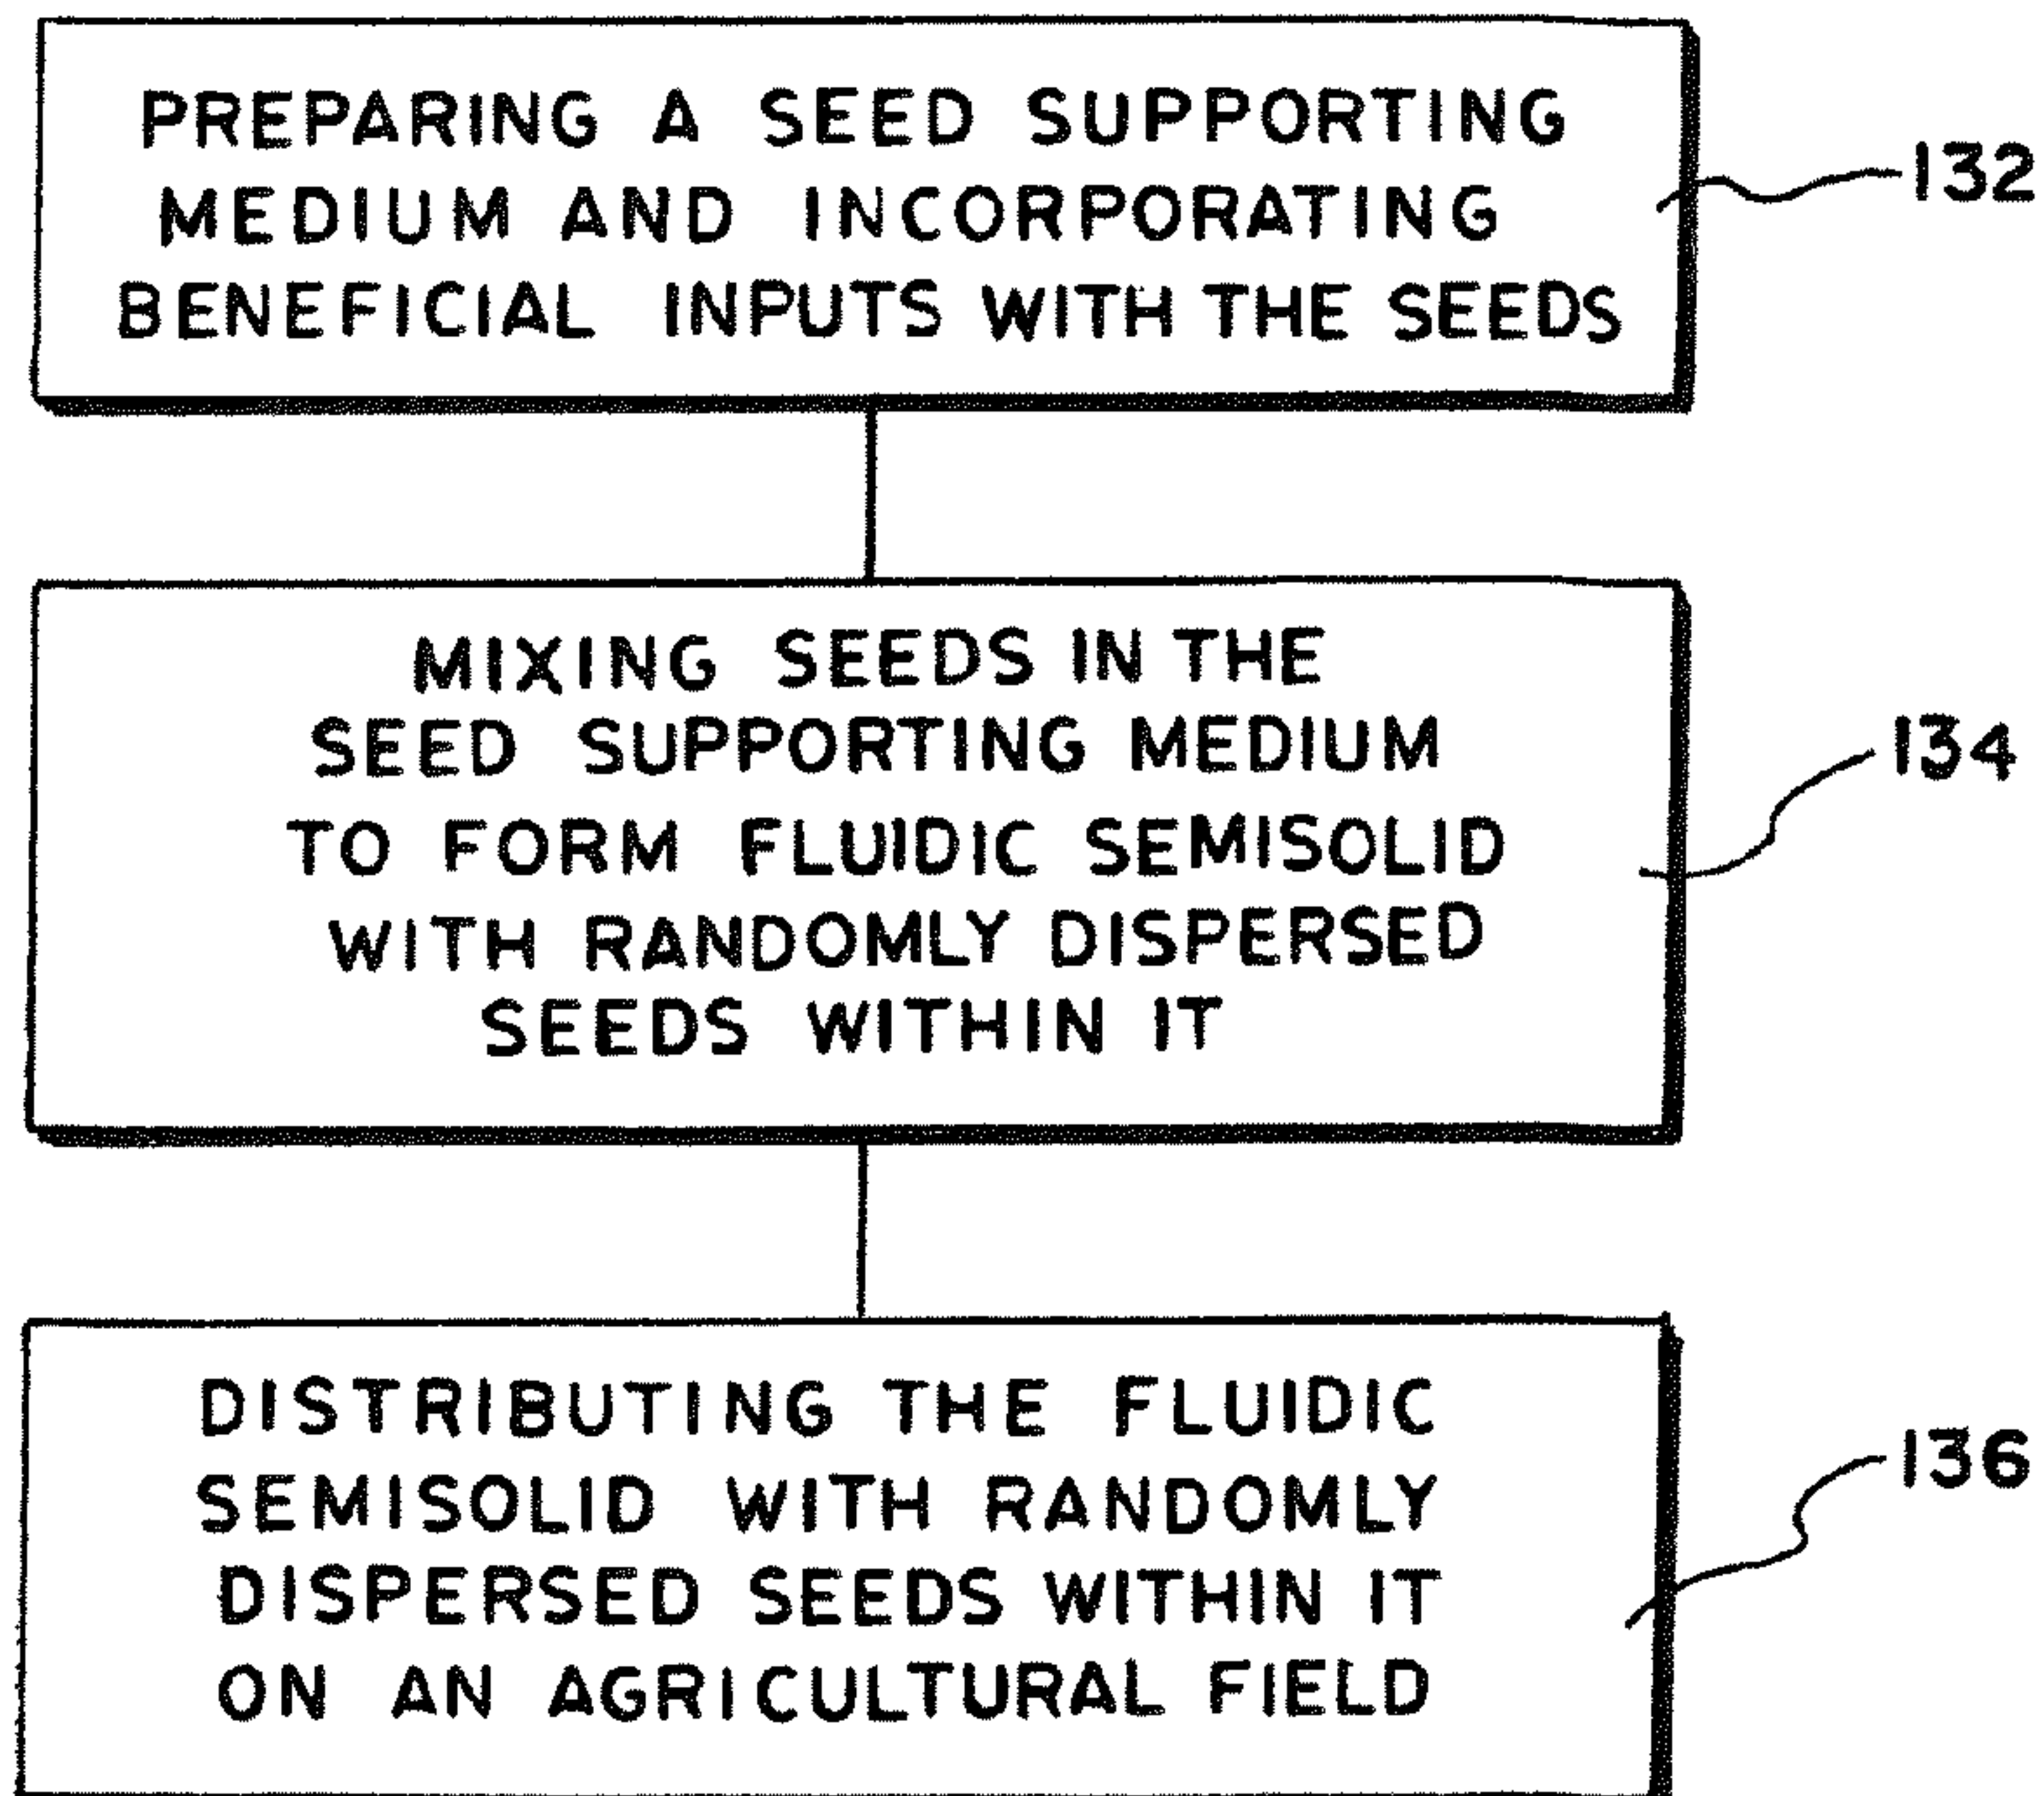 PREPARING A SEED SUPPORTING
MEDIUM AND INCORPORATING
BENEFICIAL INPUTS WITH THE SEEDS
132
MIXING SEEDS IN THE
SEED SUPPORTING MEDIUM
TO FORM FLUIDIC SEMISOLID
WITH RANDOMLY DISPERSED
SEEDS WITHIN IT
134
DISTRIBUTING THE FLUIDIC
SEMISOLID WITH RANDOMLY
DISPERSED SEEDS WITHIN IT
ON AN AGRICULTURAL FIELD
136